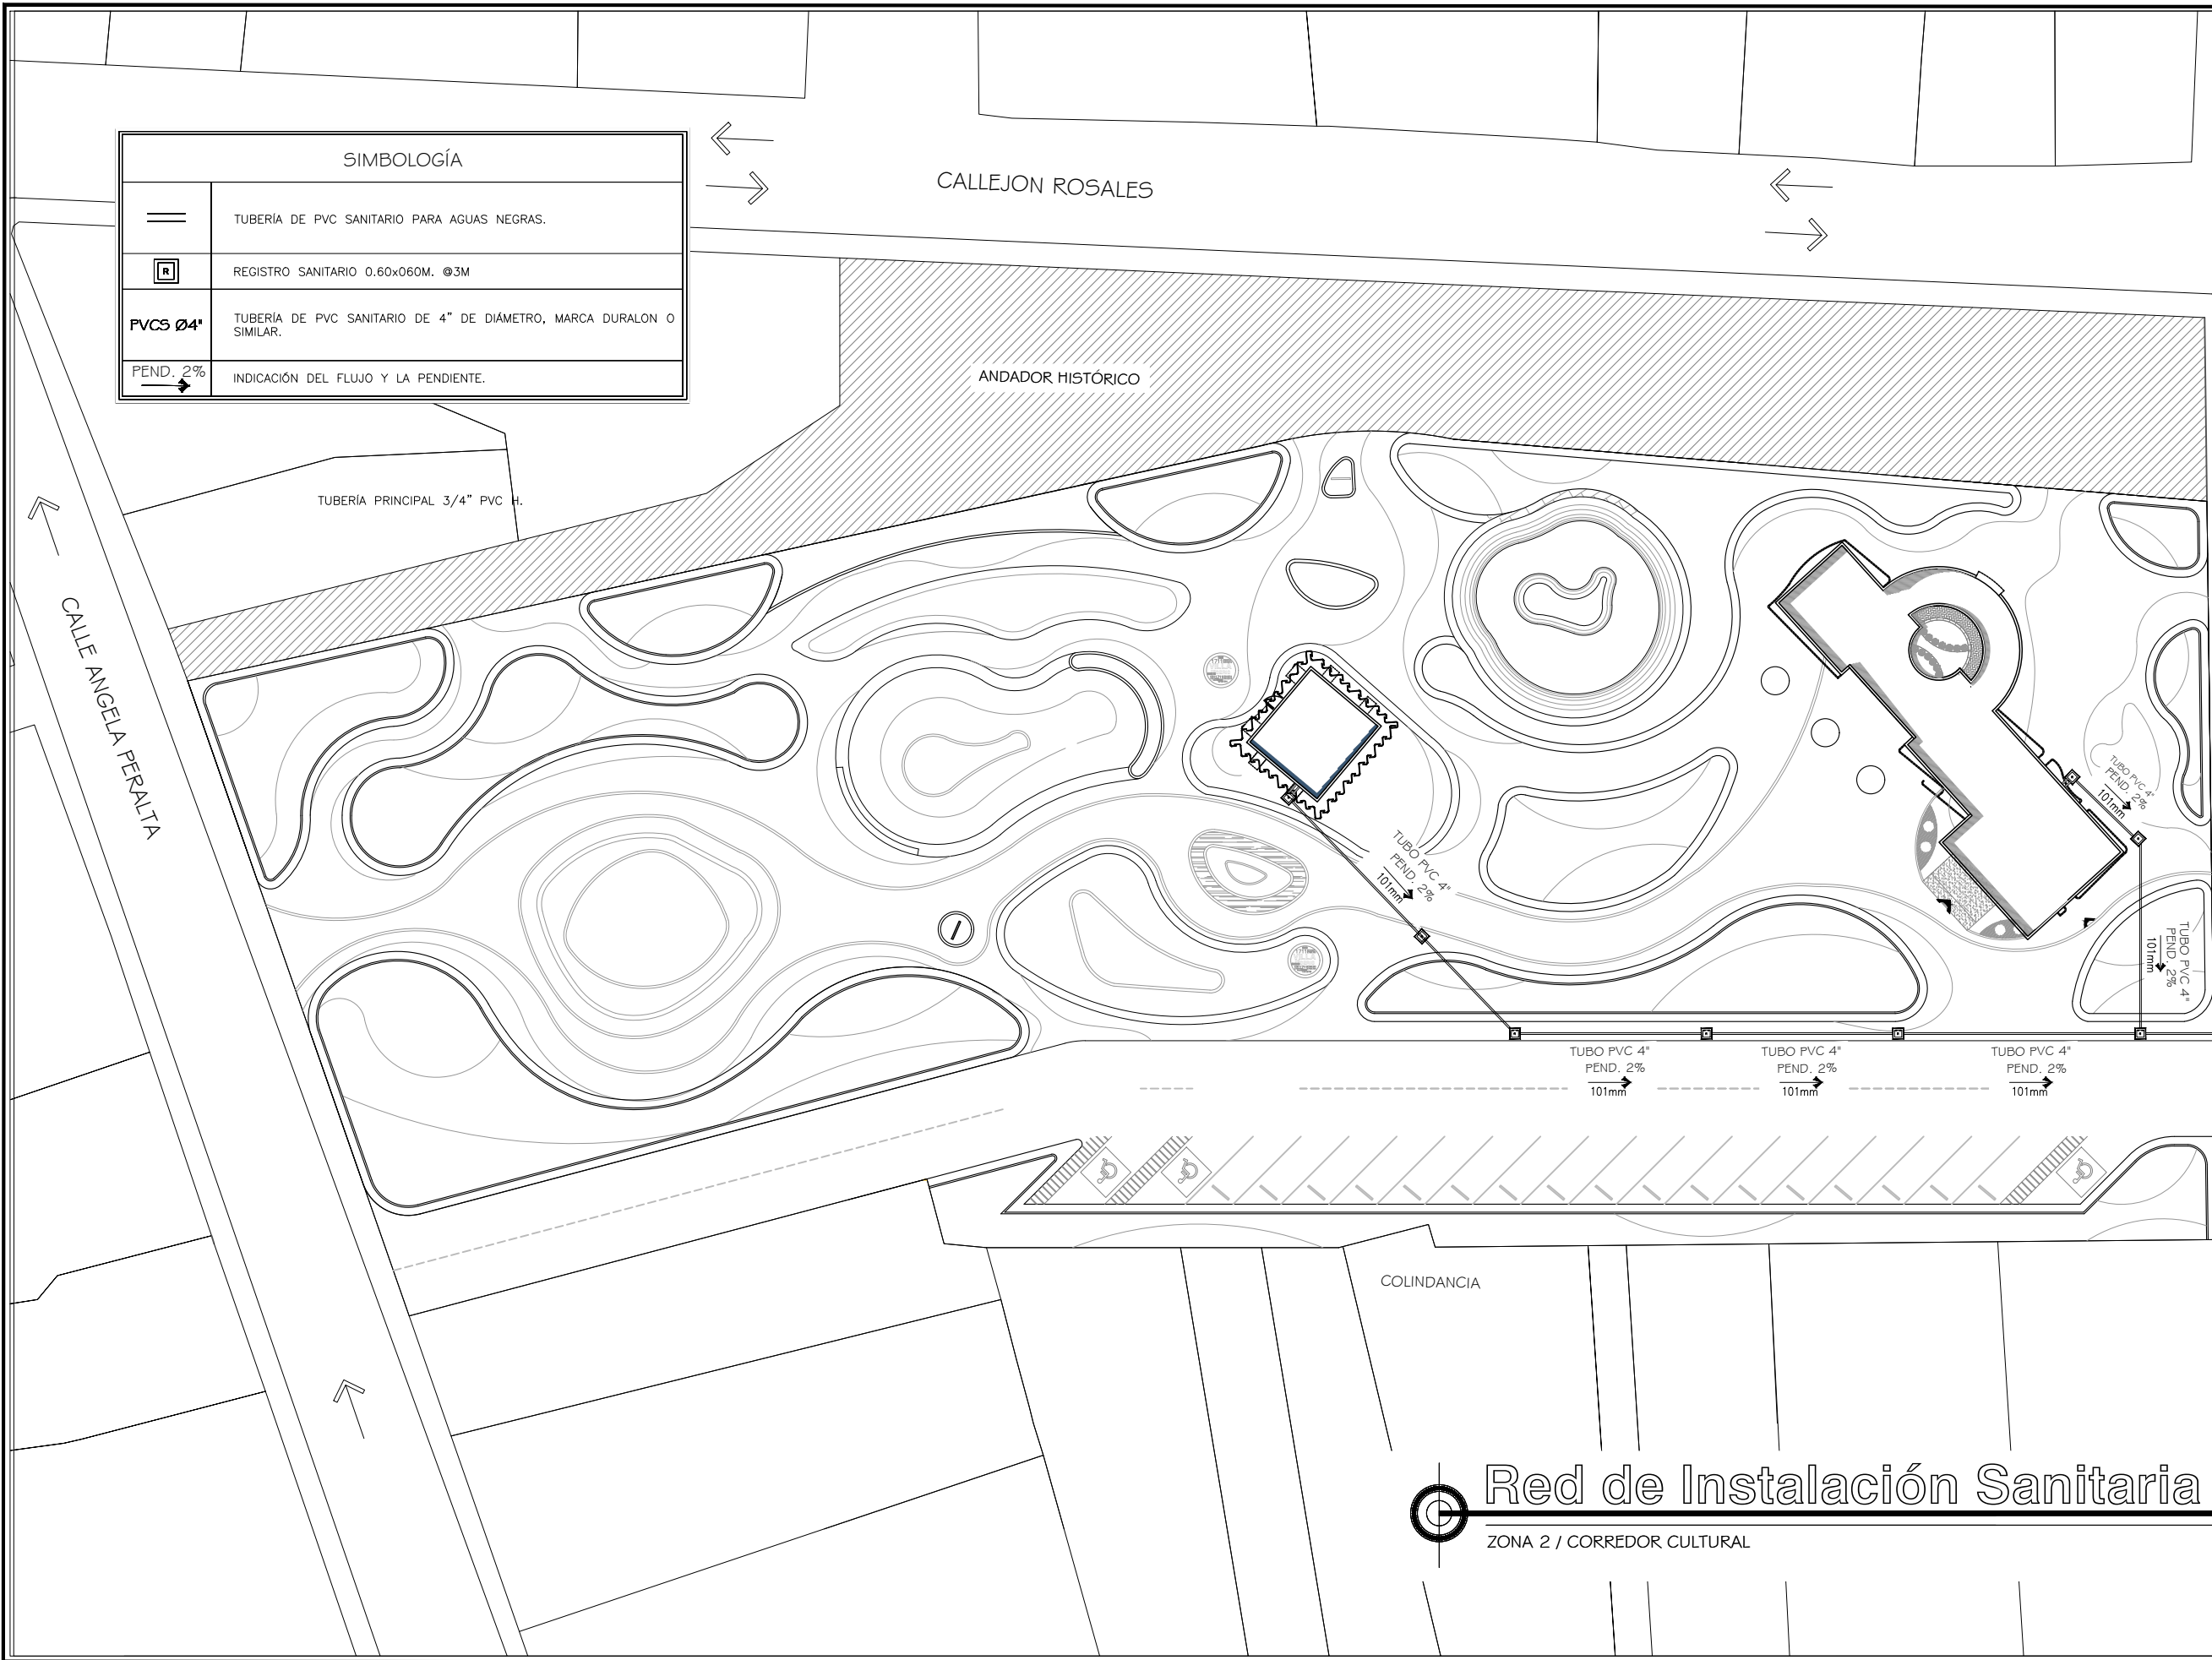 SIMBOLOGÍA
TUBERÍA DE PVC SANITARIO PARA AGUAS NEGRAS.
R
REGISTRO SANITARIO 0.60x060M. @3M
PVCS Ø4"
TUBERÍA DE PVC SANITARIO DE 4" DE DIÁMETRO, MARCA DURALON O
SIMILAR.
PEND. 2%
INDICACIÓN DEL FLUJO Y LA PENDIENTE.
CALLEJON ROSALES
ANDADOR HISTÓRICO
TUBERÍA PRINCIPAL 3/4" PVC H.
CALLE ANGELA PERALTA
TUBO PVC 4"
PEND. 2%
101mm
TUBO PVC 4"
PEND. 2%
101mm
TUBO PVC 4"
PEND. 2%
101mm
TUBO PVC 4"
PEND. 2%
101mm
TUBO PVC 4"
PEND. 2%
101mm
TUBO PVC 4"
PEND. 2%
101mm
COLINDANCIA
Red de Instalación Sanitaria
ZONA 2 / CORREDOR CULTURAL